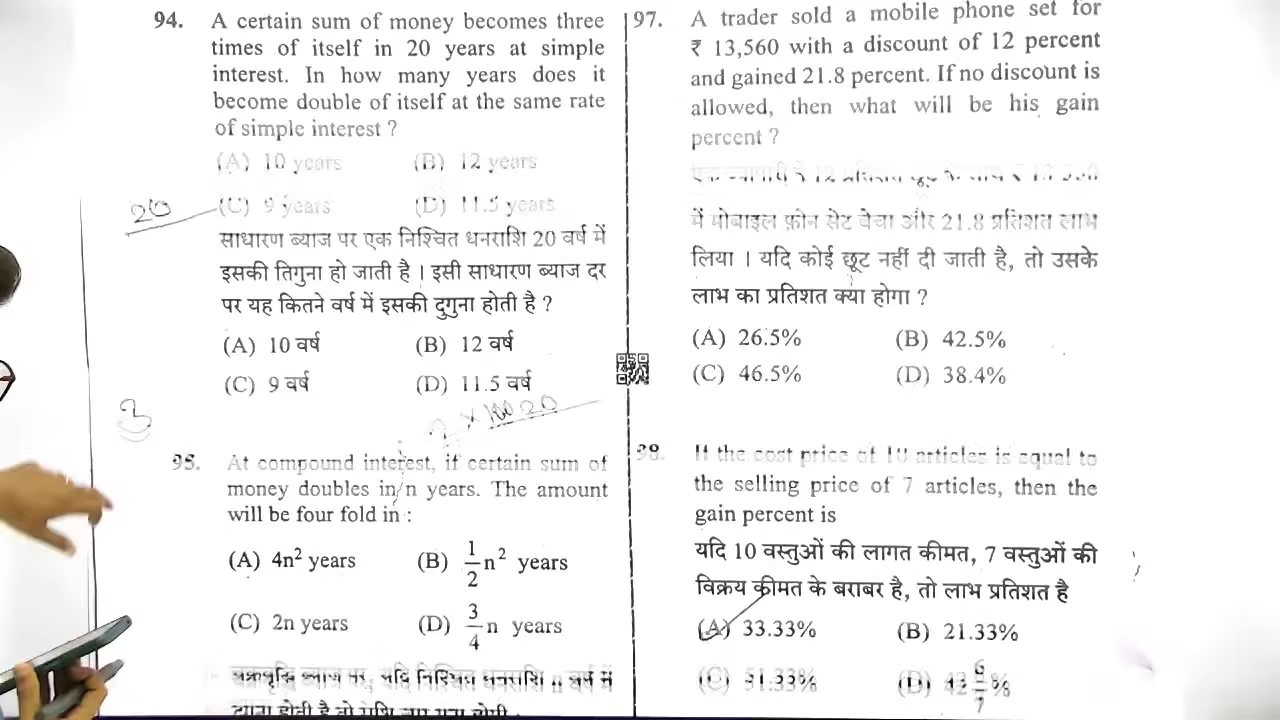 94. A certain sum of money becomes three
times of itself in 20 years at simple
interest. In how many years does it
become double of itself at the same rate
of simple interest ?
(A) 10 years (B) 12 years
20
(C) 9 years (D) 11.5 years
साधारण ब्याज पर एक निश्चित धनराशि 20 वर्ष में
इसकी तिगुना हो जाती है । इसी साधारण ब्याज दर
पर यह कितने वर्ष में इसकी दुगुना होती है ?
(A) 10 वर्ष (B) 12 वर्ष
(C) 9 वर्ष (D) 11.5 वर्ष
3
95. At compound interest, if certain sum of
money doubles in n years. The amount
will be four fold in :
(A) 4n² years (B) 1/2 n² years
(C) 2n years (D) 3/4 n years
चक्रवृद्धि ब्याज पर, यदि निश्चित धनराशि n वर्ष में
97. A trader sold a mobile phone set for
₹ 13,560 with a discount of 12 percent
and gained 21.8 percent. If no discount is
allowed, then what will be his gain
percent ?
में मोबाइल फ़ोन सेट बेचा और 21.8 प्रतिशत लाभ
लिया । यदि कोई छूट नहीं दी जाती है, तो उसके
लाभ का प्रतिशत क्या होगा ?
(A) 26.5% (B) 42.5%
(C) 46.5% (D) 38.4%
98. If the cost price of 10 articles is equal to
the selling price of 7 articles, then the
gain percent is
यदि 10 वस्तुओं की लागत कीमत, 7 वस्तुओं की
विक्रय कीमत के बराबर है, तो लाभ प्रतिशत है
(A) 33.33% (B) 21.33%
(C) 31.33% (D) 42 6/7 %